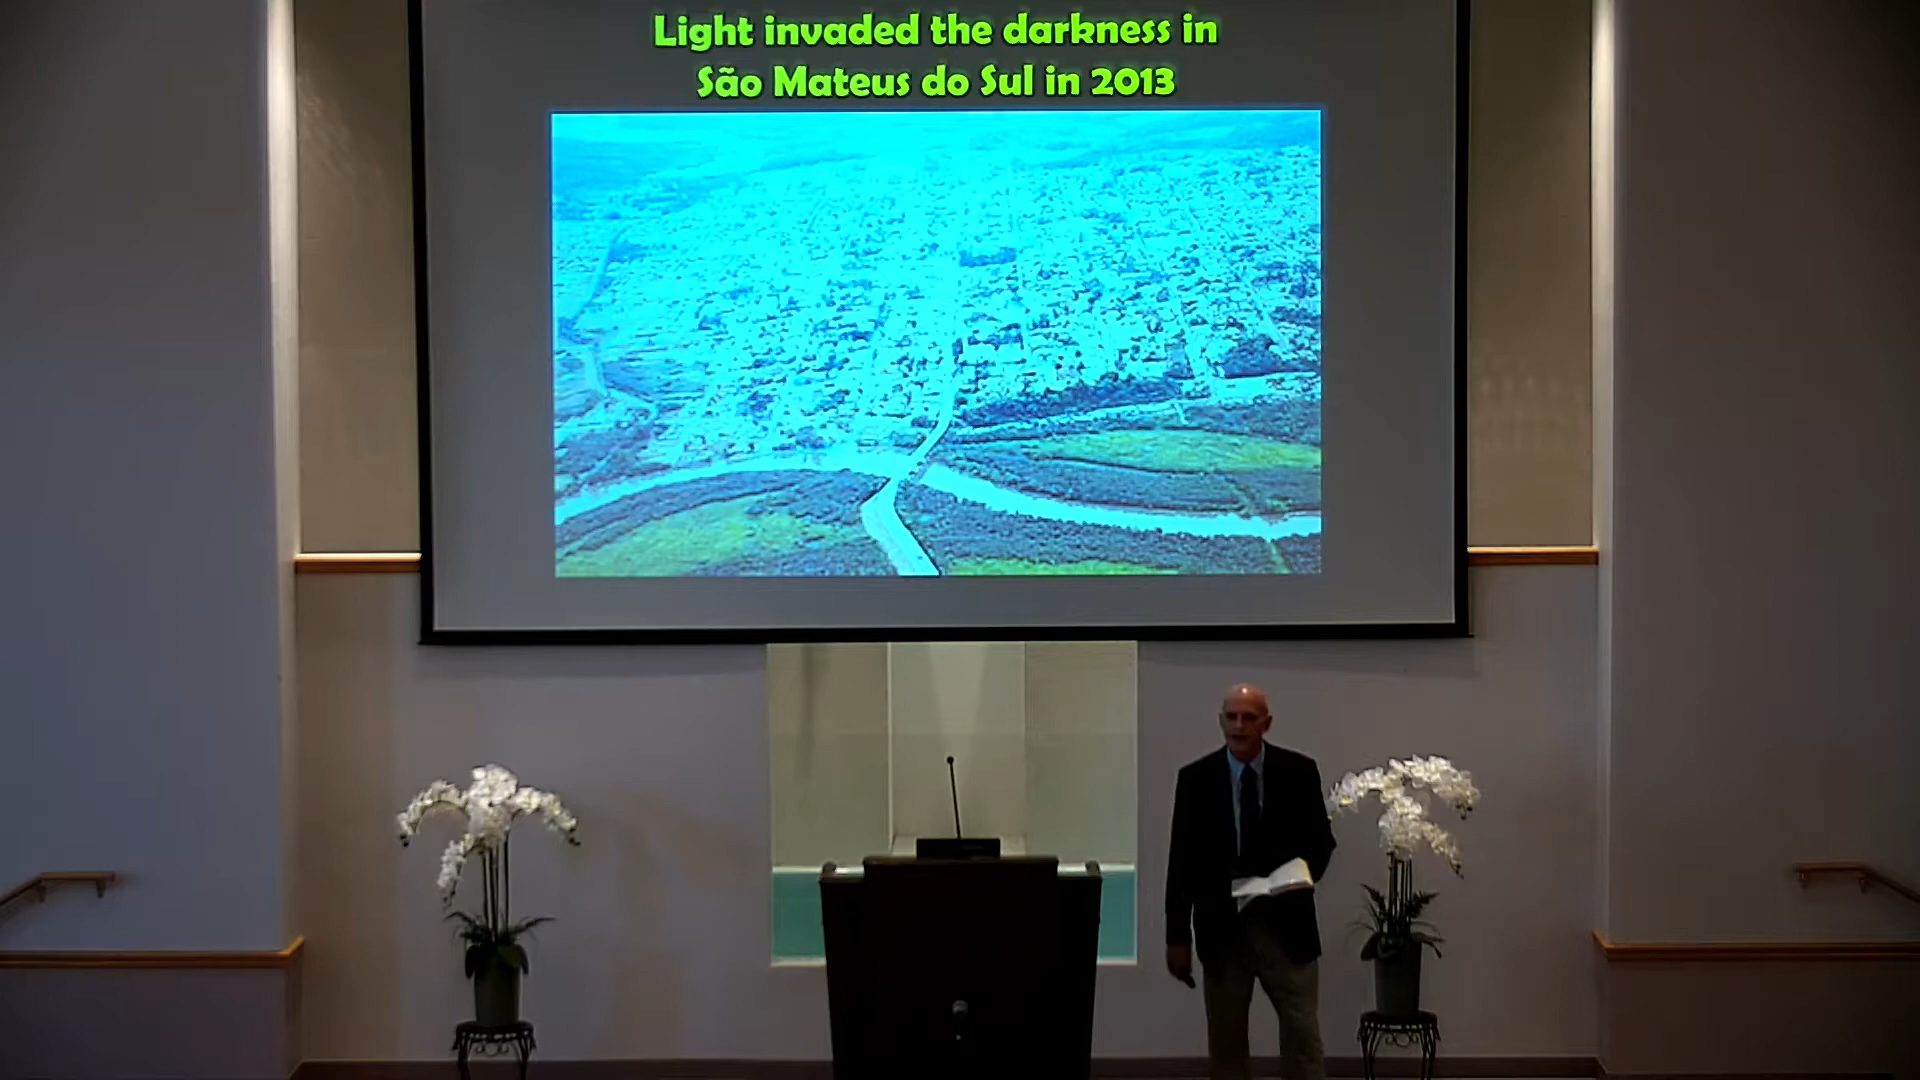 Light invaded the darkness in
São Mateus do Sul in 2013